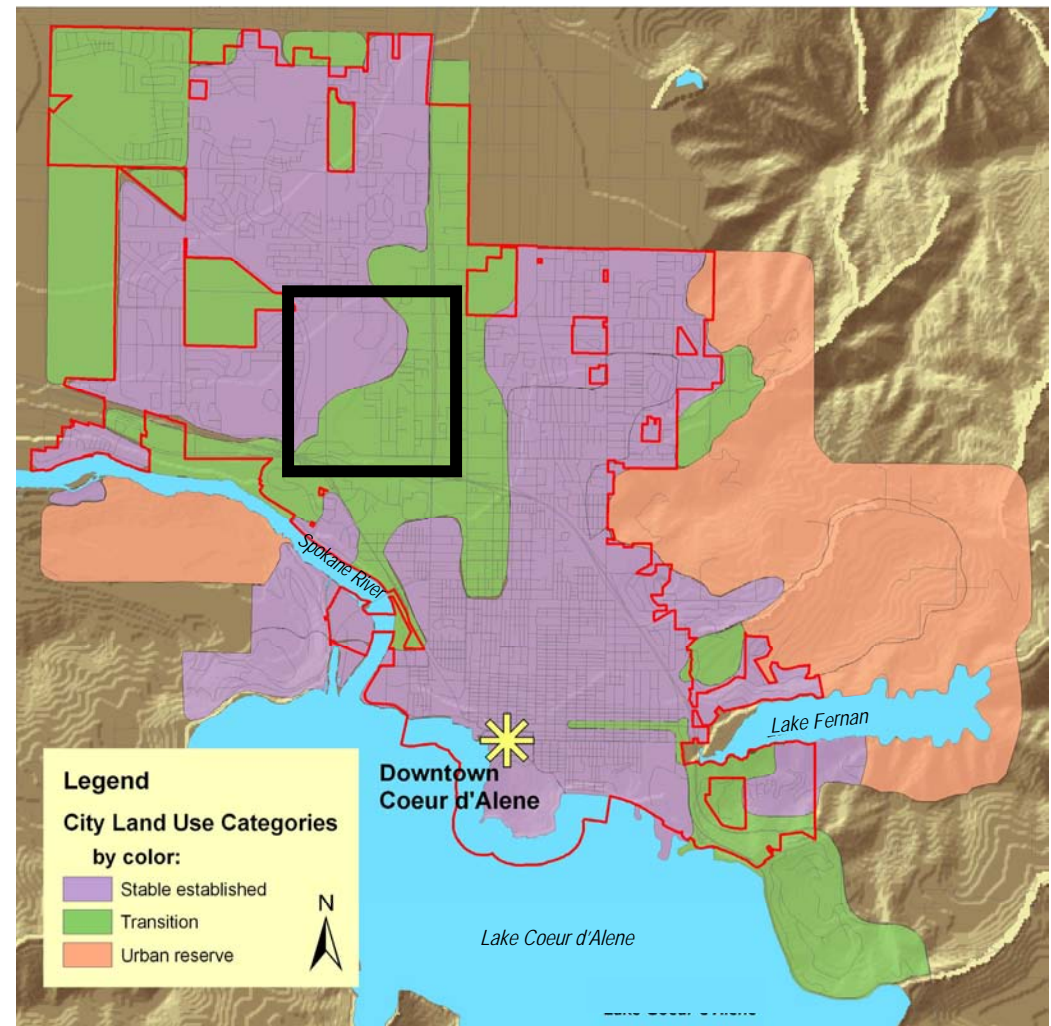 Spokane River
Lake Fernan
Downtown
Coeur d'Alene
Legend
City Land Use Categories
by color:
Stable established
Transition
Urban reserve
N
Lake Coeur d'Alene